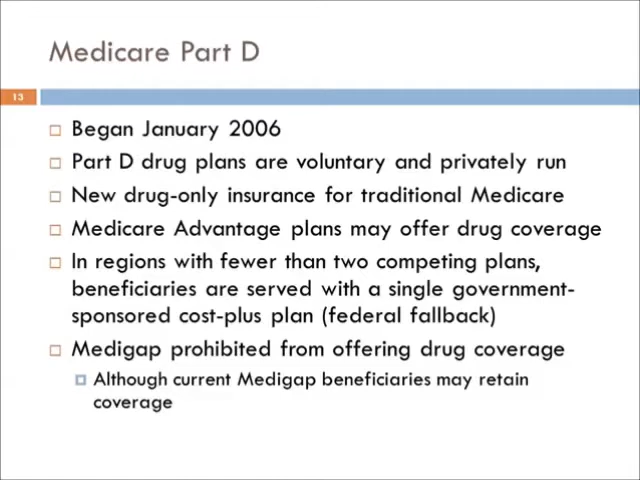 Medicare Part D
13
Began January 2006
Part D drug plans are voluntary and privately run
New drug-only insurance for traditional Medicare
Medicare Advantage plans may offer drug coverage
In regions with fewer than two competing plans,
beneficiaries are served with a single government-
sponsored cost-plus plan (federal fallback)
Medigap prohibited from offering drug coverage
Although current Medigap beneficiaries may retain
coverage